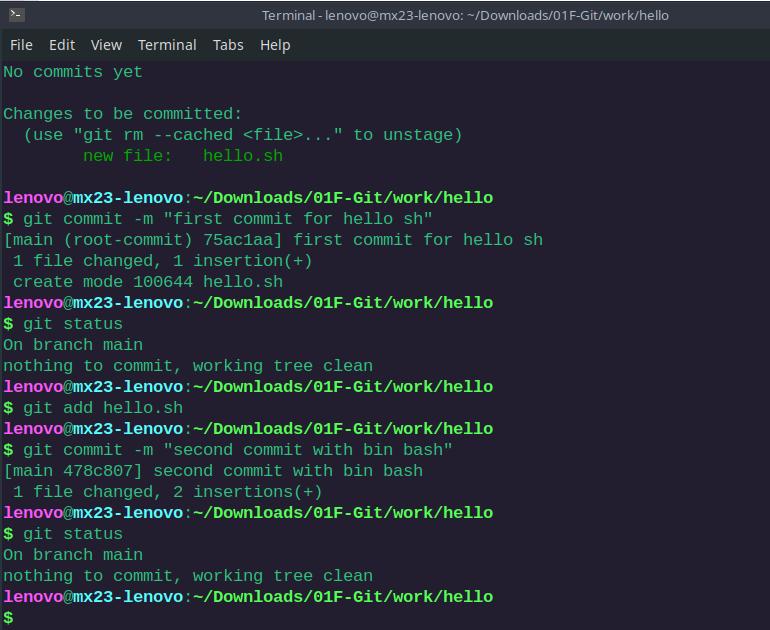 Terminal - lenovo@mx23-lenovo: ~/Downloads/01F-Git/work/hello
File Edit View Terminal Tabs Help
No commits yet

Changes to be committed:
  (use "git rm --cached <file>..." to unstage)
        new file:   hello.sh

lenovo@mx23-lenovo:~/Downloads/01F-Git/work/hello
$ git commit -m "first commit for hello sh"
[main (root-commit) 75ac1aa] first commit for hello sh
 1 file changed, 1 insertion(+)
 create mode 100644 hello.sh
lenovo@mx23-lenovo:~/Downloads/01F-Git/work/hello
$ git status
On branch main
nothing to commit, working tree clean
lenovo@mx23-lenovo:~/Downloads/01F-Git/work/hello
$ git add hello.sh
lenovo@mx23-lenovo:~/Downloads/01F-Git/work/hello
$ git commit -m "second commit with bin bash"
[main 478c807] second commit with bin bash
 1 file changed, 2 insertions(+)
lenovo@mx23-lenovo:~/Downloads/01F-Git/work/hello
$ git status
On branch main
nothing to commit, working tree clean
lenovo@mx23-lenovo:~/Downloads/01F-Git/work/hello
$